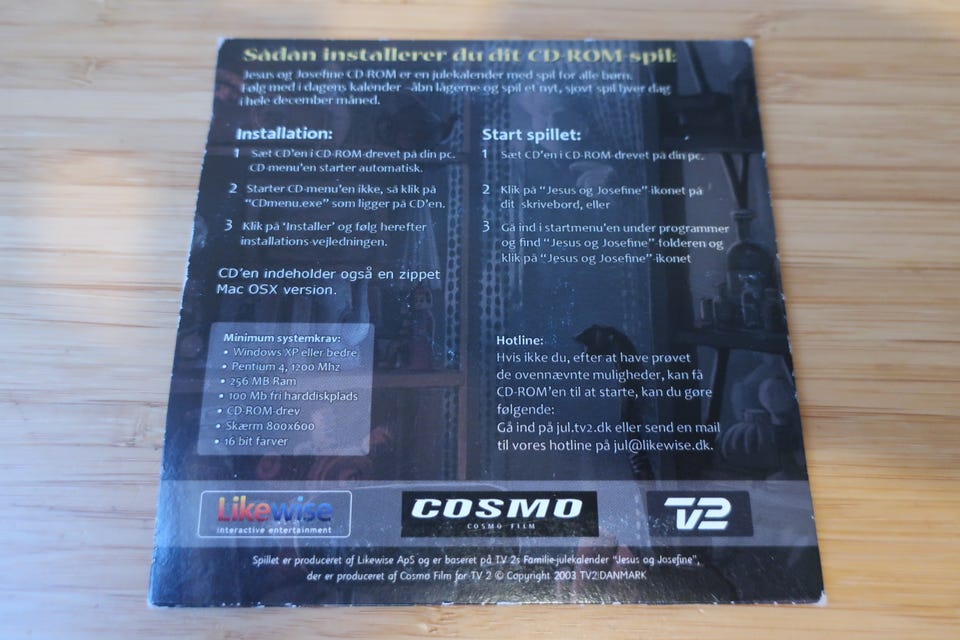 Sådan installerer du dit CD-ROM-spil:
Jesus og Josefine CD-ROM er en julekalender med spil for alle børn.
Følg med i dagens kalender –åbn lågerne og spil et nyt, sjovt spil hver dag
i hele december måned.
Installation:
1 Sæt CD'en i CD-ROM-drevet på din pc.
CD-menu'en starter automatisk.
2 Starter CD-menu'en ikke, så klik på
"CDmenu.exe" som ligger på CD'en.
3 Klik på 'Installer' og følg herefter
installations-vejledningen.
CD'en indeholder også en zippet
Mac OSX version.
Start spillet:
1 Sæt CD'en i CD-ROM-drevet på din pc.
2 Klik på "Jesus og Josefine" ikonet på
dit skrivebord, eller
3 Gå ind i startmenu'en under programmer
og find "Jesus og Josefine"-folderen og
klik på "Jesus og Josefine" ikonet
Minimum systemkrav:
• Windows XP eller bedre
• Pentium 4, 1200 Mhz
• 256 MB Ram
• 100 Mb fri harddiskplads
• CD-ROM-drev
• Skærm 800x600
• 16 bit farver
Hotline:
Hvis ikke du, efter at have prøvet
de ovennævnte muligheder, kan få
CD-ROM'en til at starte, kan du gøre
følgende:
Gå ind på jul.tv2.dk eller send en mail
til vores hotline på jul@likewise.dk.
Likewise
interactive entertainment
COSMO
COSMO FILM
TV2
Spillet er produceret af Likewise ApS og er baseret på TV 2s Familie-julekalender "Jesus og Josefine",
der er produceret af Cosmo Film for TV 2 © Copyright 2003 TV2|DANMARK